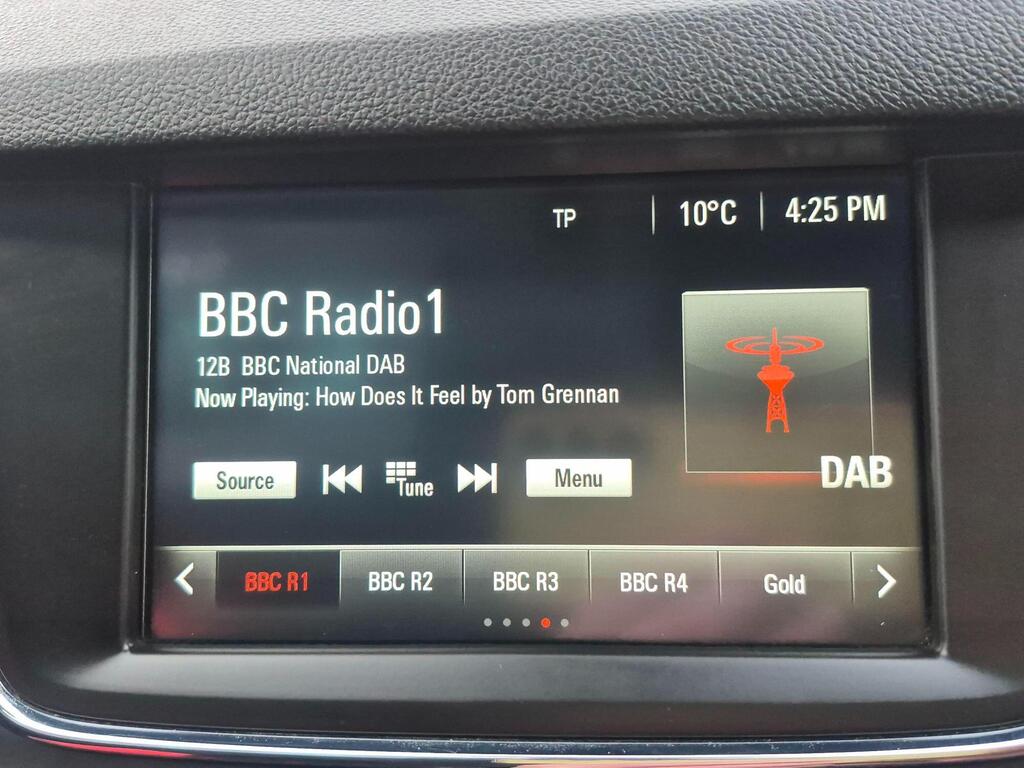 TP 10°C 4:25 PM
BBC Radio1
12B BBC National DAB
Now Playing: How Does It Feel by Tom Grennan
DAB
Source Tune Menu
BBC R1 BBC R2 BBC R3 BBC R4 Gold